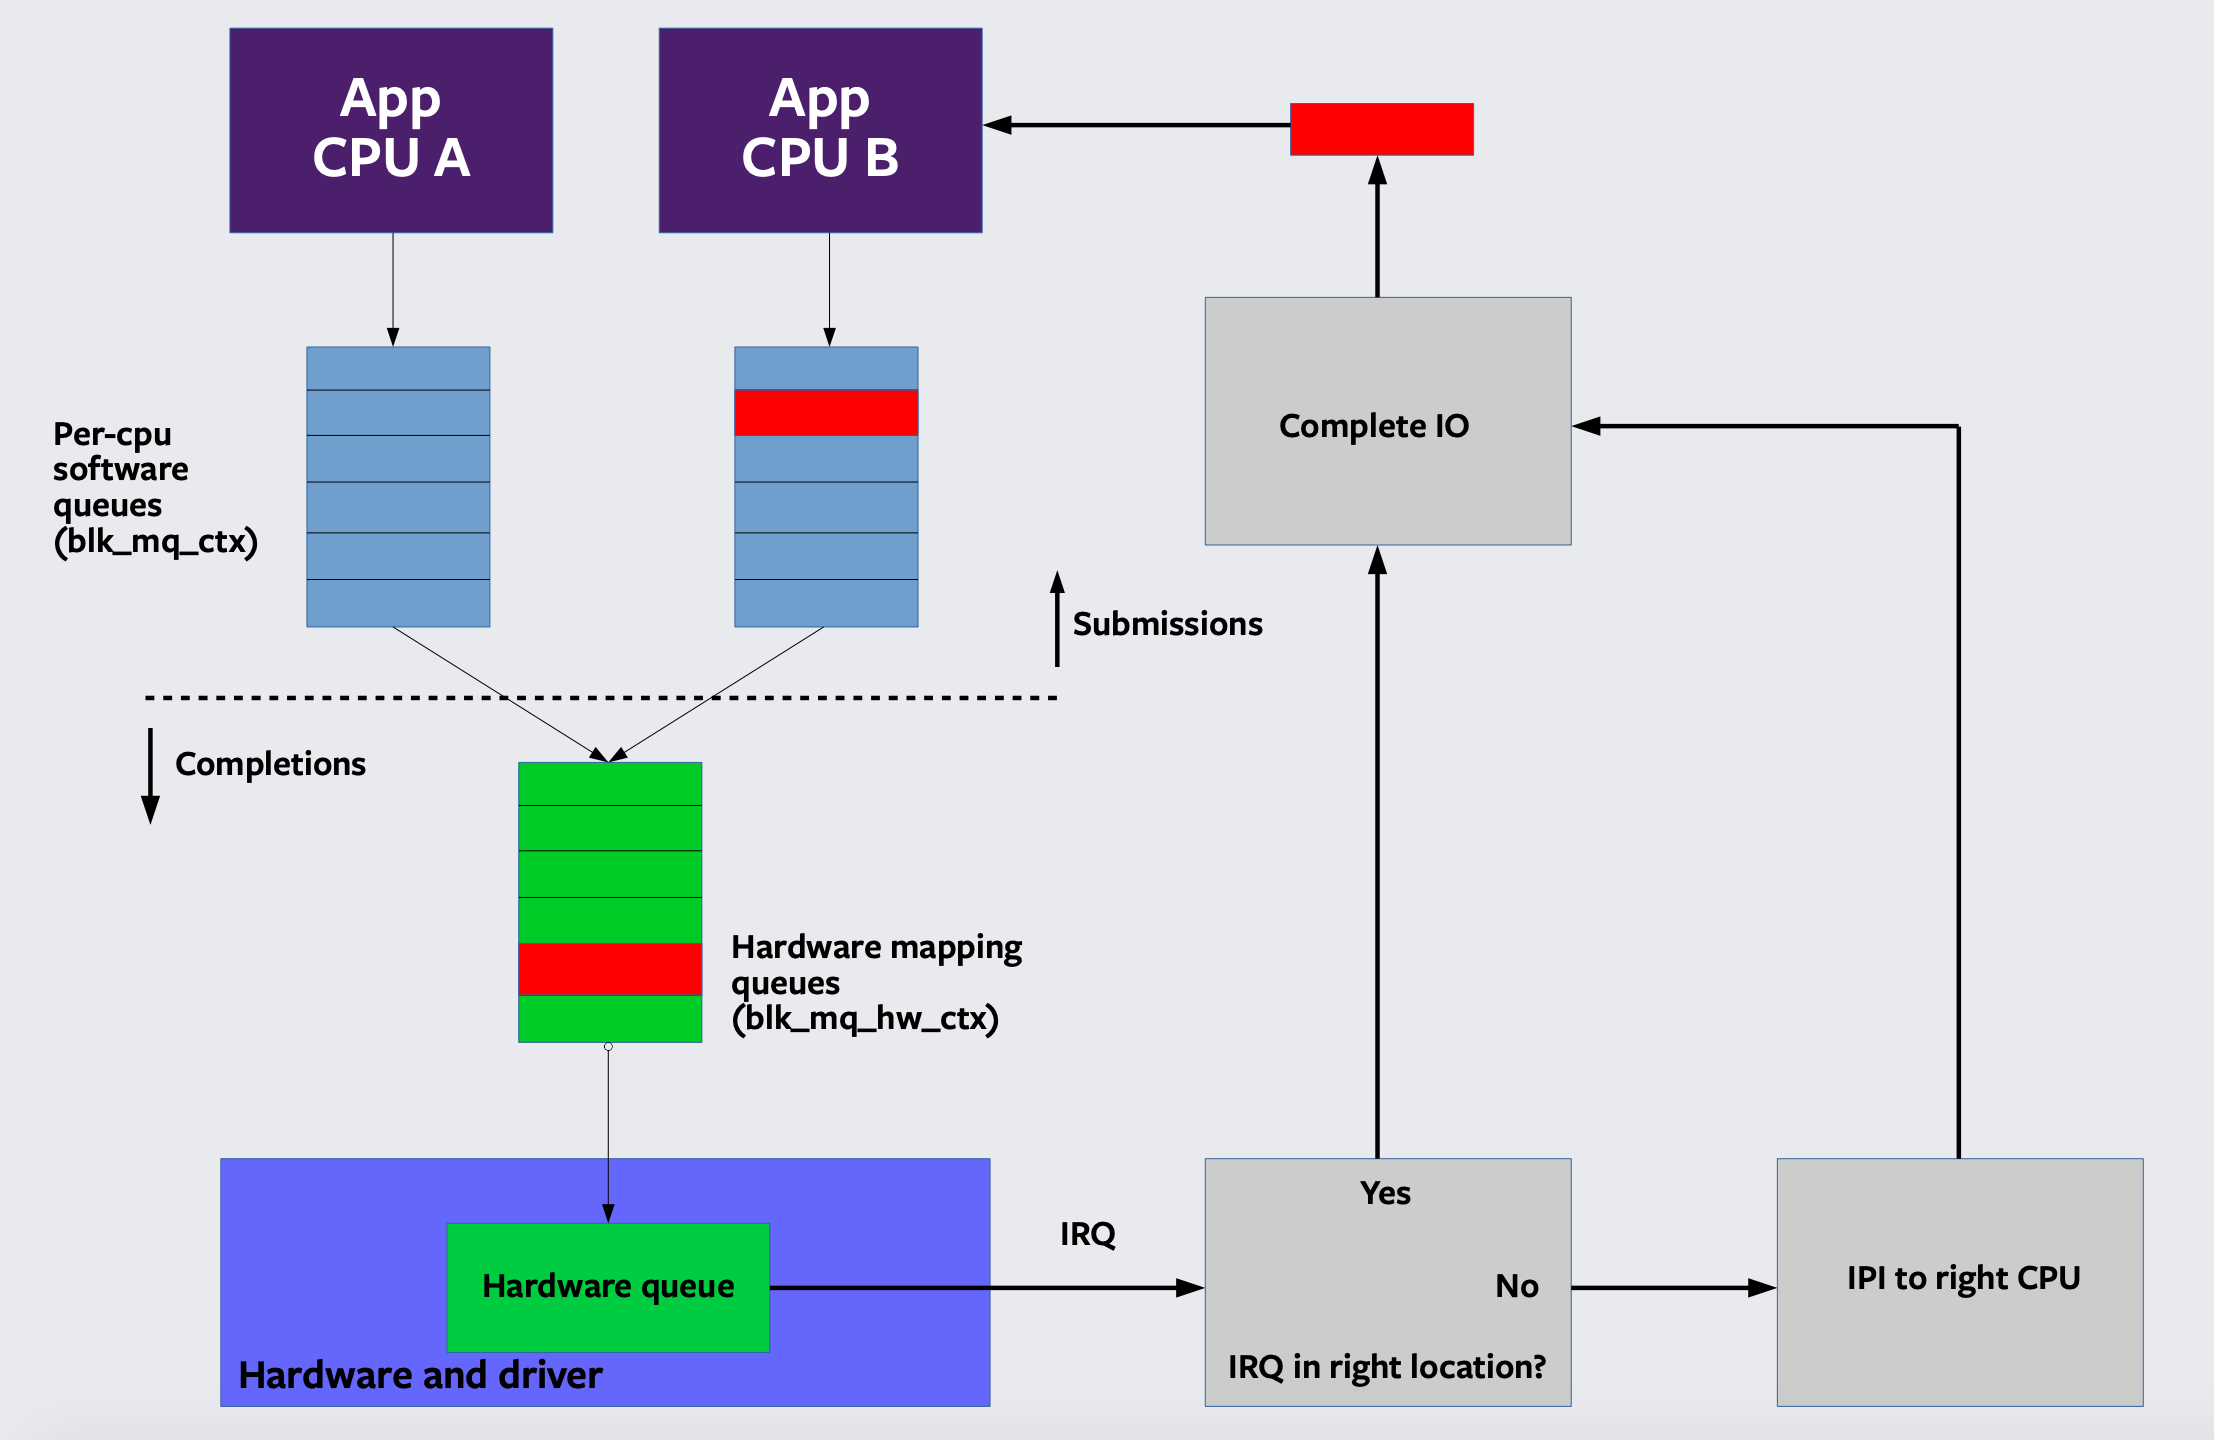 App
CPU A
App
CPU B
Per-cpu
software
queues
(blk_mq_ctx)
Complete IO
Submissions
Completions
Hardware mapping
queues
(blk_mq_hw_ctx)
Hardware queue
Hardware and driver
IRQ
Yes
No
IRQ in right location?
IPI to right CPU